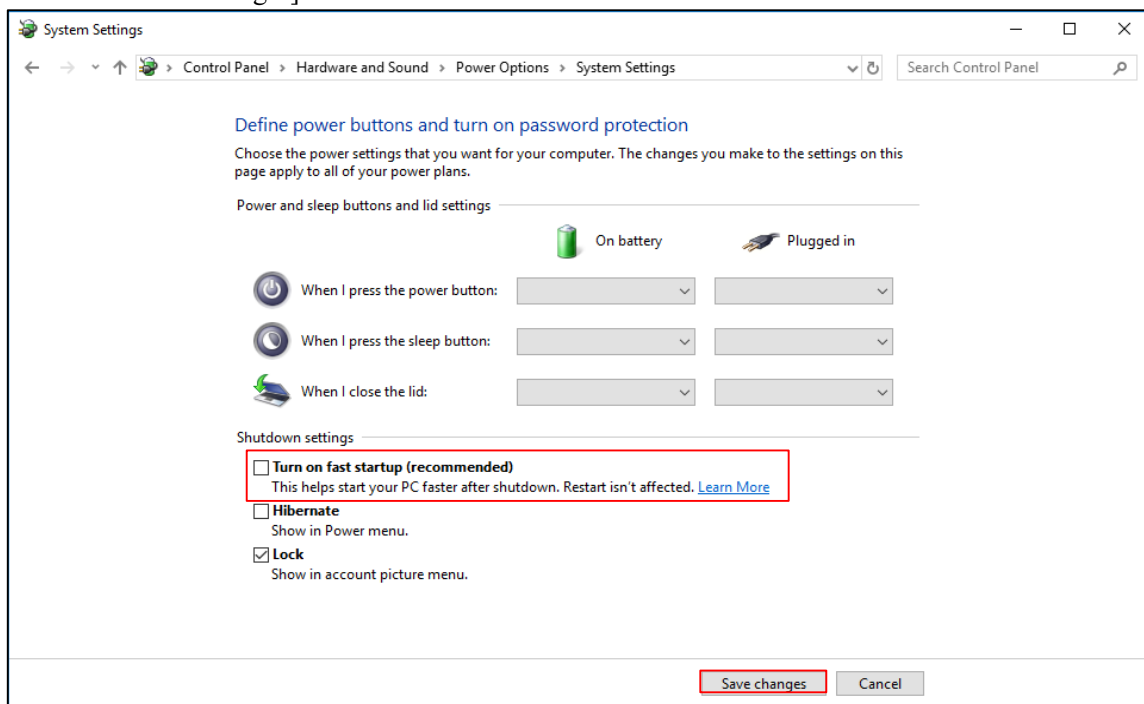 System Settings
Control Panel > Hardware and Sound > Power Options > System Settings
Search Control Panel
Define power buttons and turn on password protection
Choose the power settings that you want for your computer. The changes you make to the settings on this
page apply to all of your power plans.
Power and sleep buttons and lid settings
On battery
Plugged in
When I press the power button:
When I press the sleep button:
When I close the lid:
Shutdown settings
Turn on fast startup (recommended)
This helps start your PC faster after shutdown. Restart isn't affected. Learn More
Hibernate
Show in Power menu.
Lock
Show in account picture menu.
Save changes
Cancel